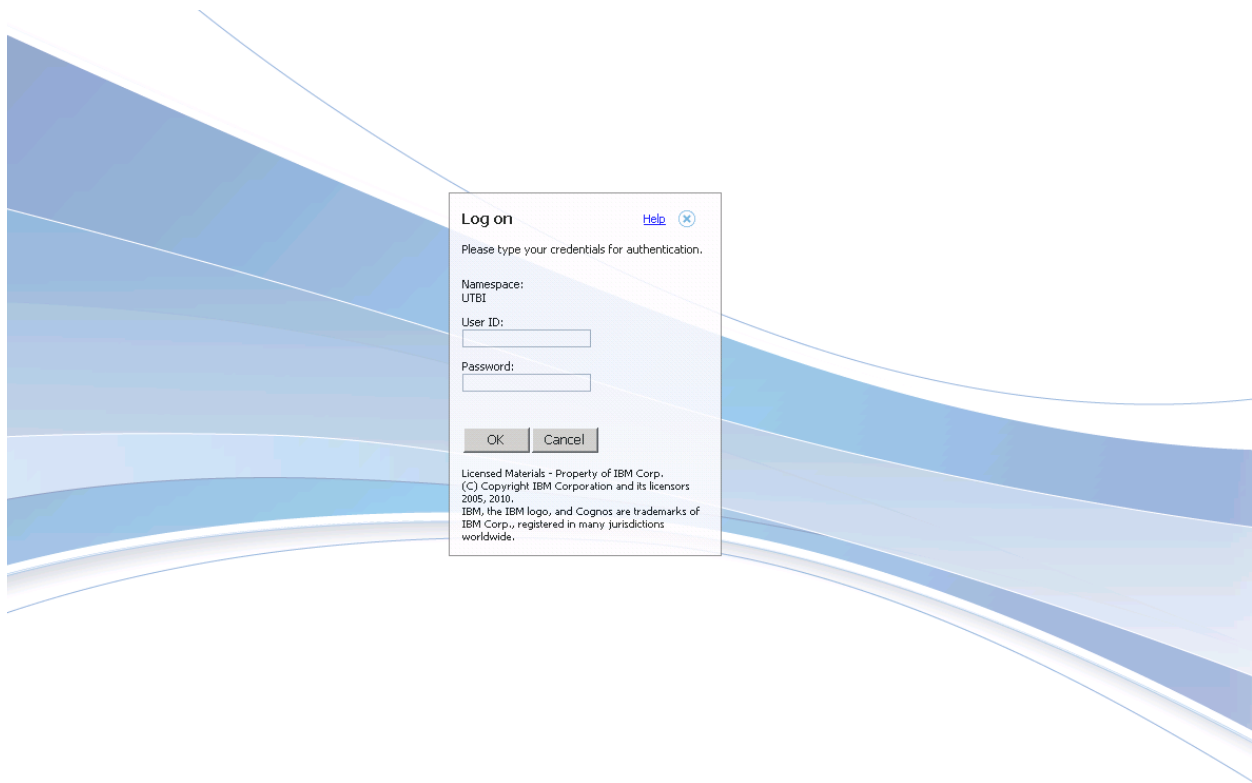 Log on
Help
Please type your credentials for authentication.
Namespace:
UTBI
User ID:
Password:
OK
Cancel
Licensed Materials - Property of IBM Corp.
(C) Copyright IBM Corporation and its licensors
2005, 2010.
IBM, the IBM logo, and Cognos are trademarks of
IBM Corp., registered in many jurisdictions
worldwide.